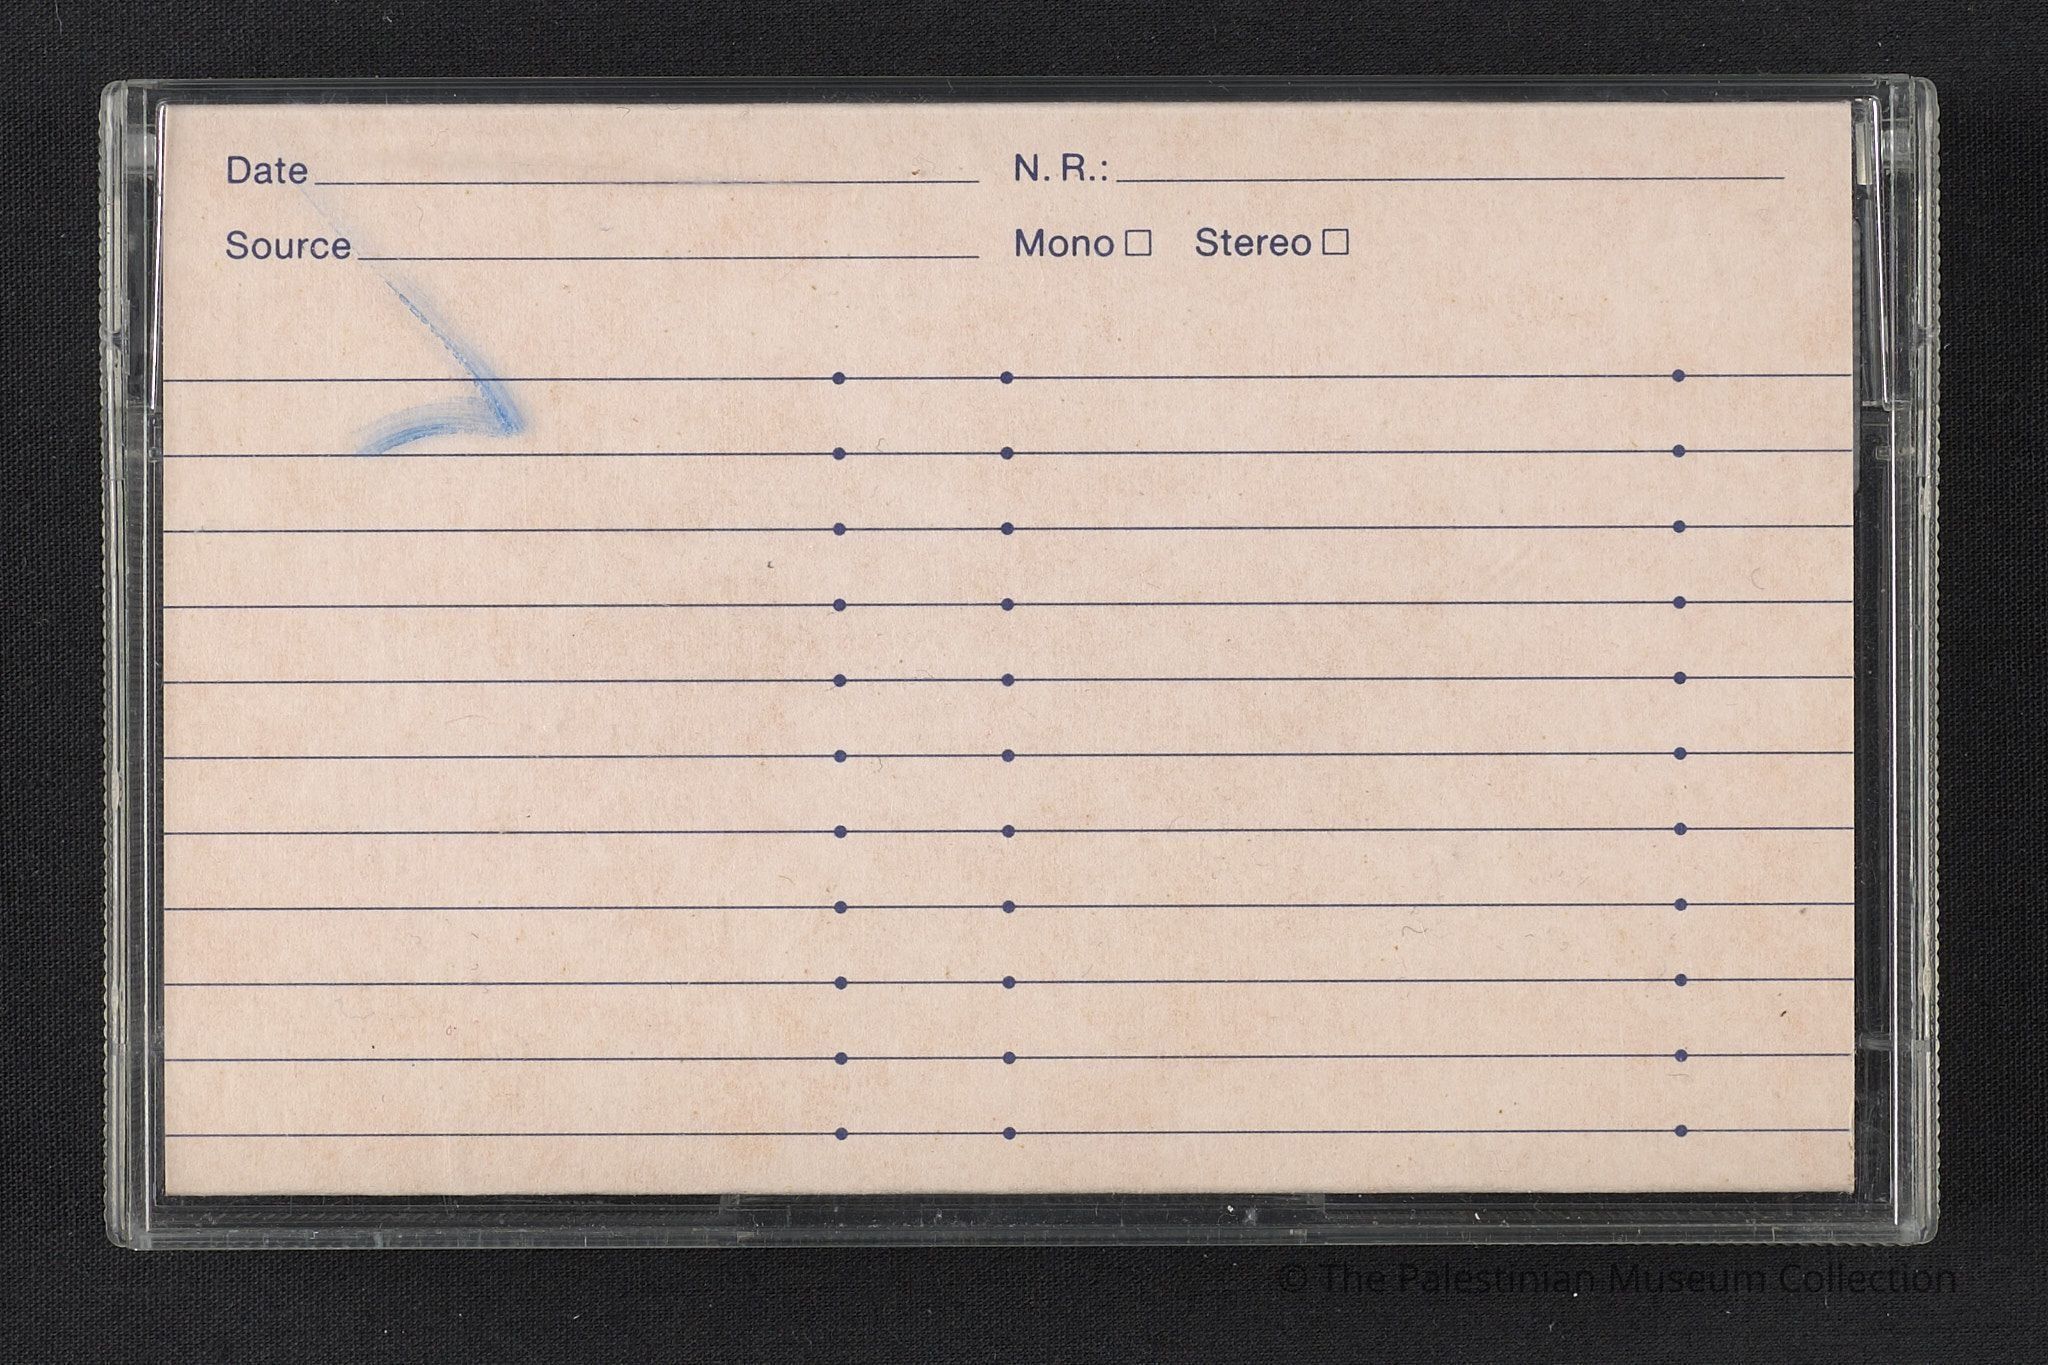 Date N. R.:
Source Mono Stereo
© The Palestinian Museum Collection